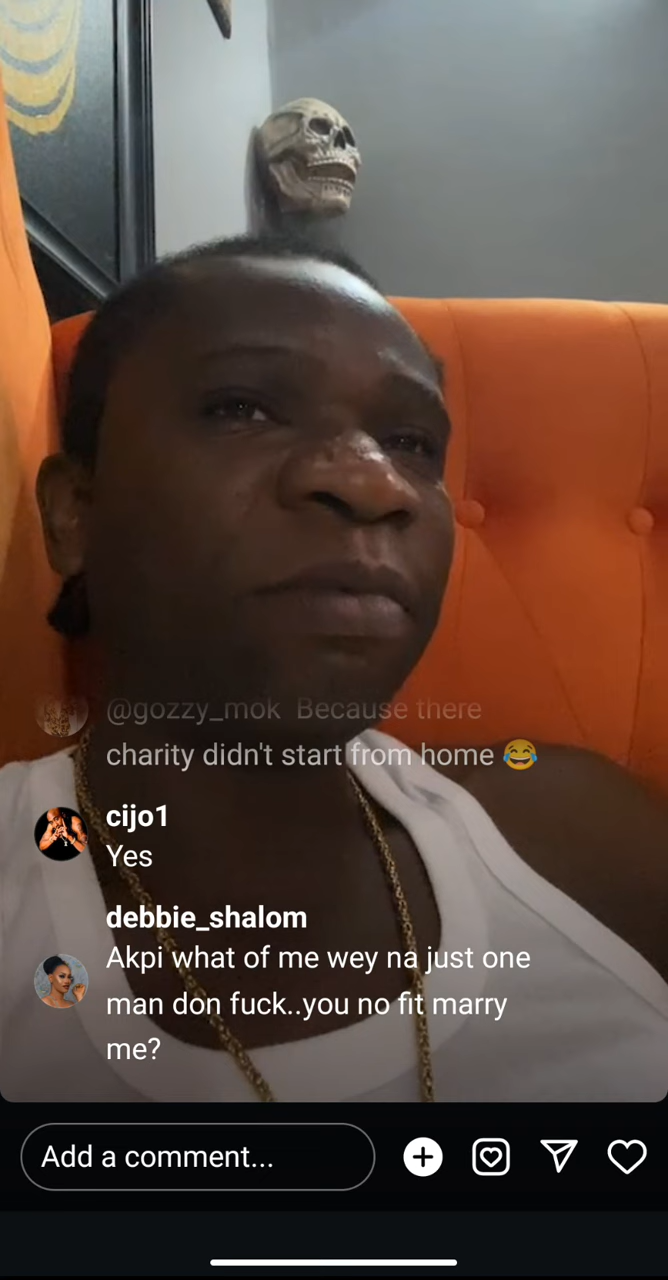 @gozzy_mok Because there
charity didn't start from home 😂
cijo1
Yes
debbie_shalom
Akpi what of me wey na just one
man don fuck..you no fit marry
me?
Add a comment...